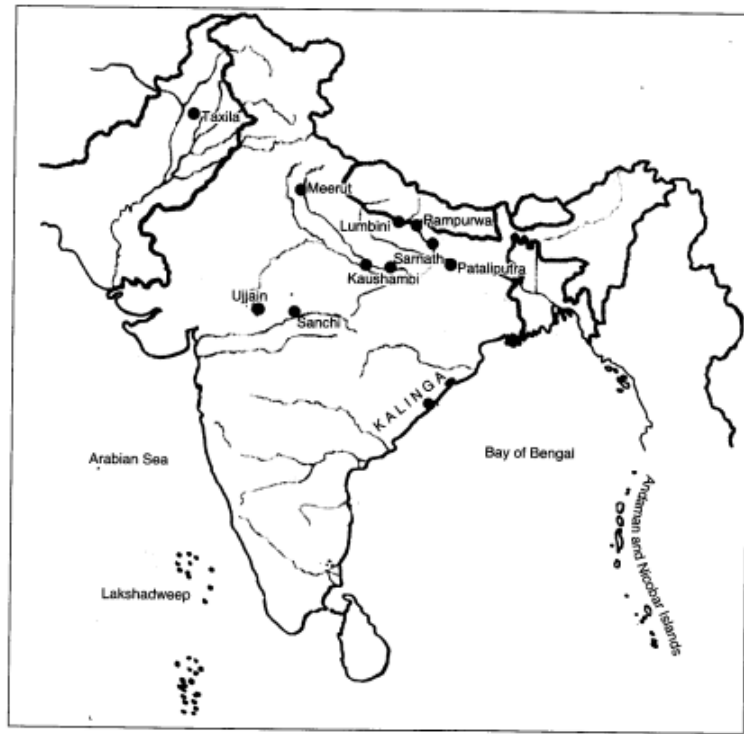 Taxila
Meerut
Lumbini
Rampurwa
Sarnath
Pataliputra
Kaushambi
Ujjain
Sanchi
KALINGA
Arabian Sea
Bay of Bengal
Andaman and Nicobar Islands
Lakshadweep